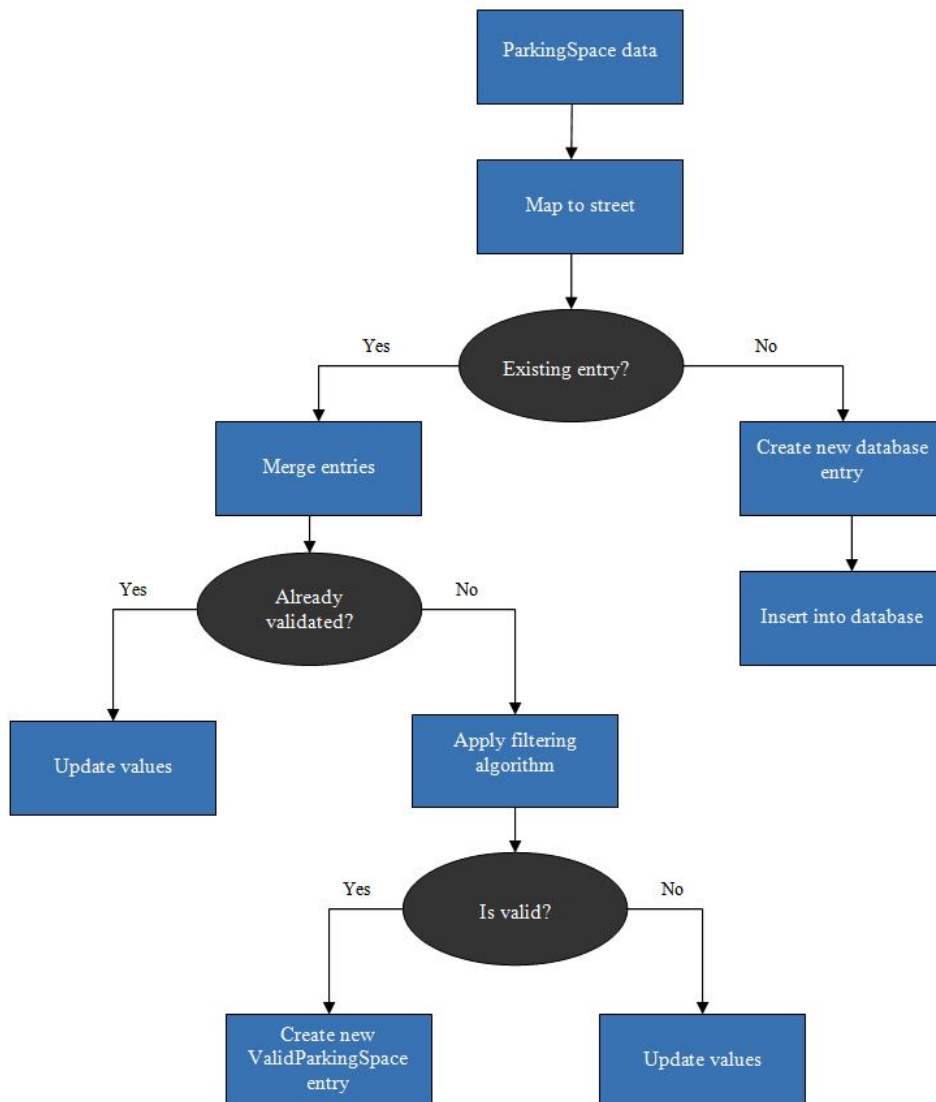 ParkingSpace data
Map to street
Yes
No
Existing entry?
Merge entries
Create new database
entry
Yes
No
Already
validated?
Insert into database
Update values
Apply filtering
algorithm
Yes
No
Is valid?
Create new
ValidParkingSpace
entry
Update values